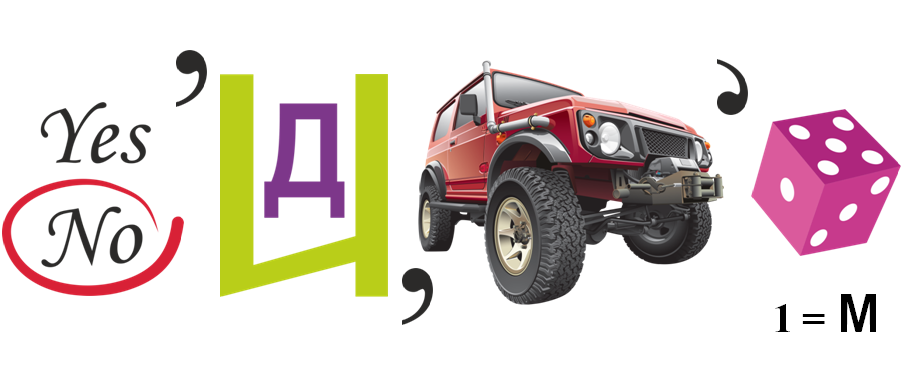 Yes
No
,
И
Д
,
,
1 = М